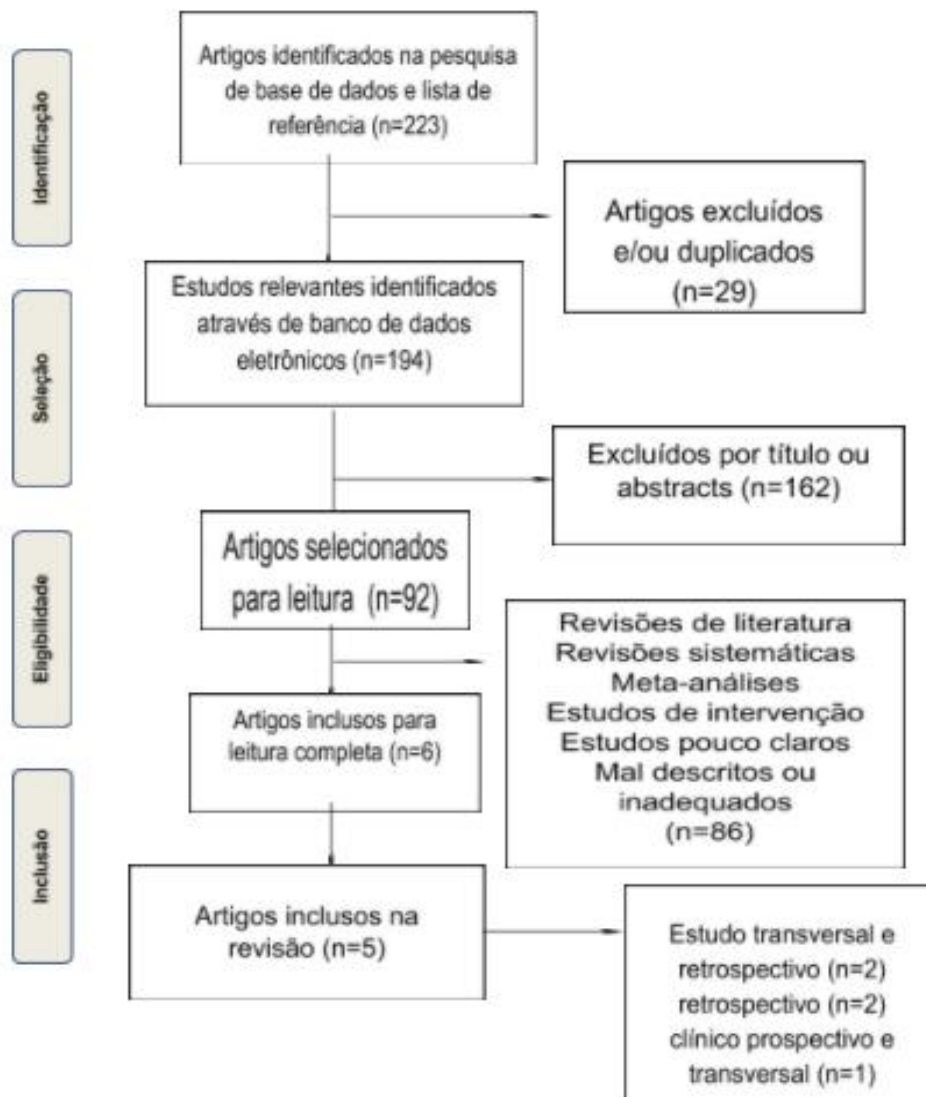 Identificação
Artigos identificados na pesquisa
de base de dados e lista de
referência (n=223)
Artigos excluídos
e/ou duplicados
(n=29)
Seleção
Estudos relevantes identificados
através de banco de dados
eletrônicos (n=194)
Excluídos por título ou
abstracts (n=162)
Eligibilidade
Artigos selecionados
para leitura (n=92)
Revisões de literatura
Revisões sistemáticas
Meta-análises
Estudos de intervenção
Estudos pouco claros
Mal descritos ou
inadequados
(n=86)
Artigos inclusos para
leitura completa (n=6)
Inclusão
Artigos inclusos na
revisão (n=5)
Estudo transversal e
retrospectivo (n=2)
retrospectivo (n=2)
clínico prospectivo e
transversal (n=1)